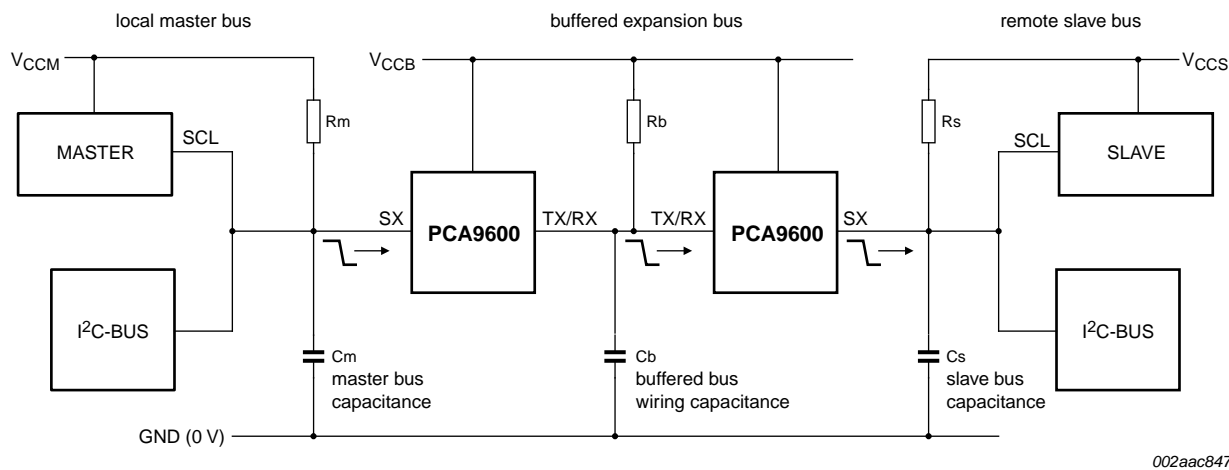 local master bus
buffered expansion bus
remote slave bus
VCCM
VCCB
VCCS
Rm
Rb
Rs
MASTER
SCL
SCL
SLAVE
SX
PCA9600
TX/RX
TX/RX
PCA9600
SX
I2C-BUS
I2C-BUS
Cm
master bus
capacitance
Cb
buffered bus
wiring capacitance
Cs
slave bus
capacitance
GND (0 V)
002aac847